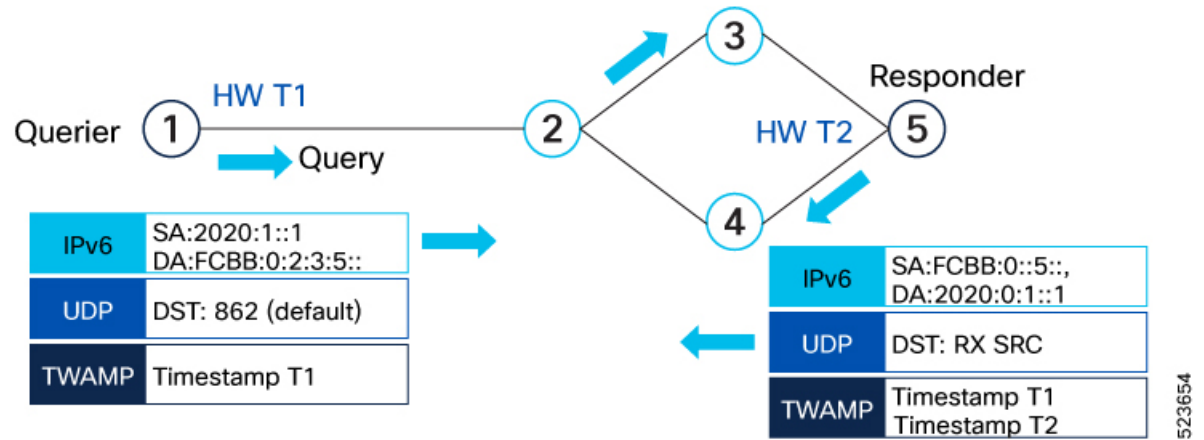 HW T1
Querier
1
Query
2
3
Responder
HW T2
5
4
IPv6
SA:2020:1::1
DA:FCBB:0:2:3:5::
UDP
DST: 862 (default)
TWAMP
Timestamp T1
IPv6
SA:FCBB:0::5::,
DA:2020:0:1::1
UDP
DST: RX SRC
TWAMP
Timestamp T1
Timestamp T2
523654